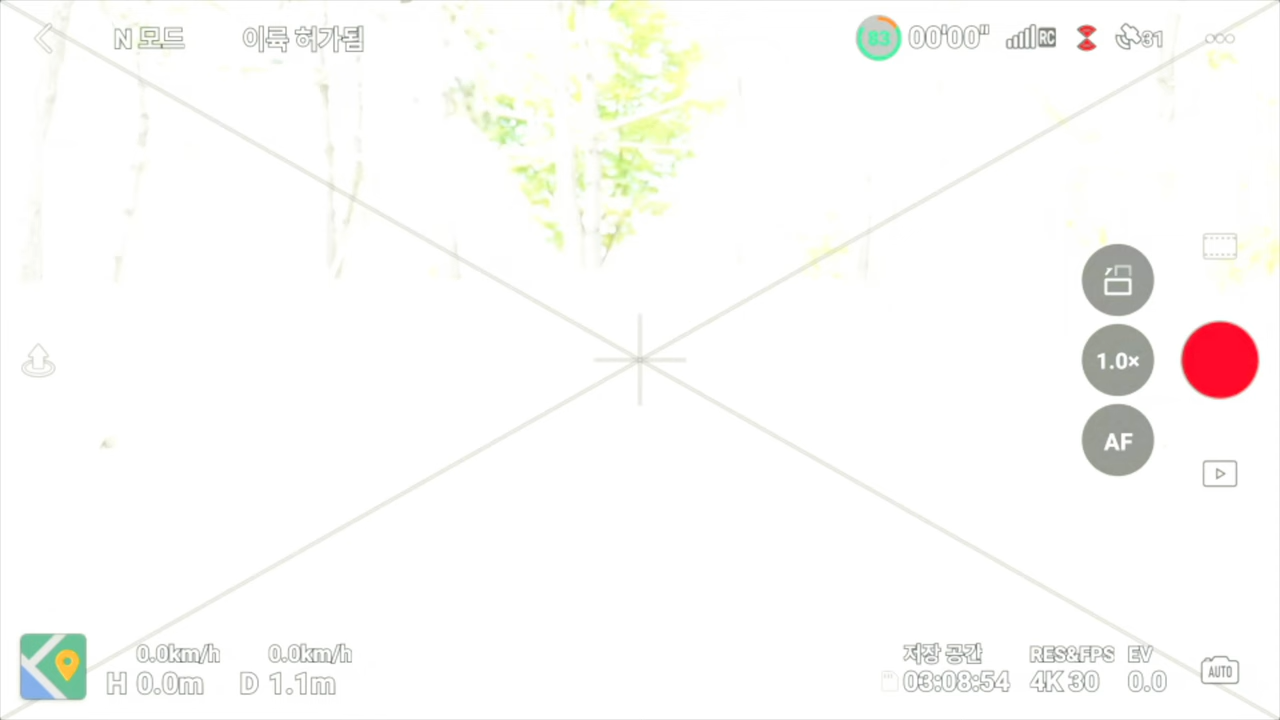 N 모드
이륙 허가됨
83
00'00"
RC
31
1.0×
AF
0.0km/h
0.0km/h
H 0.0m
D 1.1m
저장 공간
03:08:54
RES&FPS
4K 30
EV
0.0
AUTO